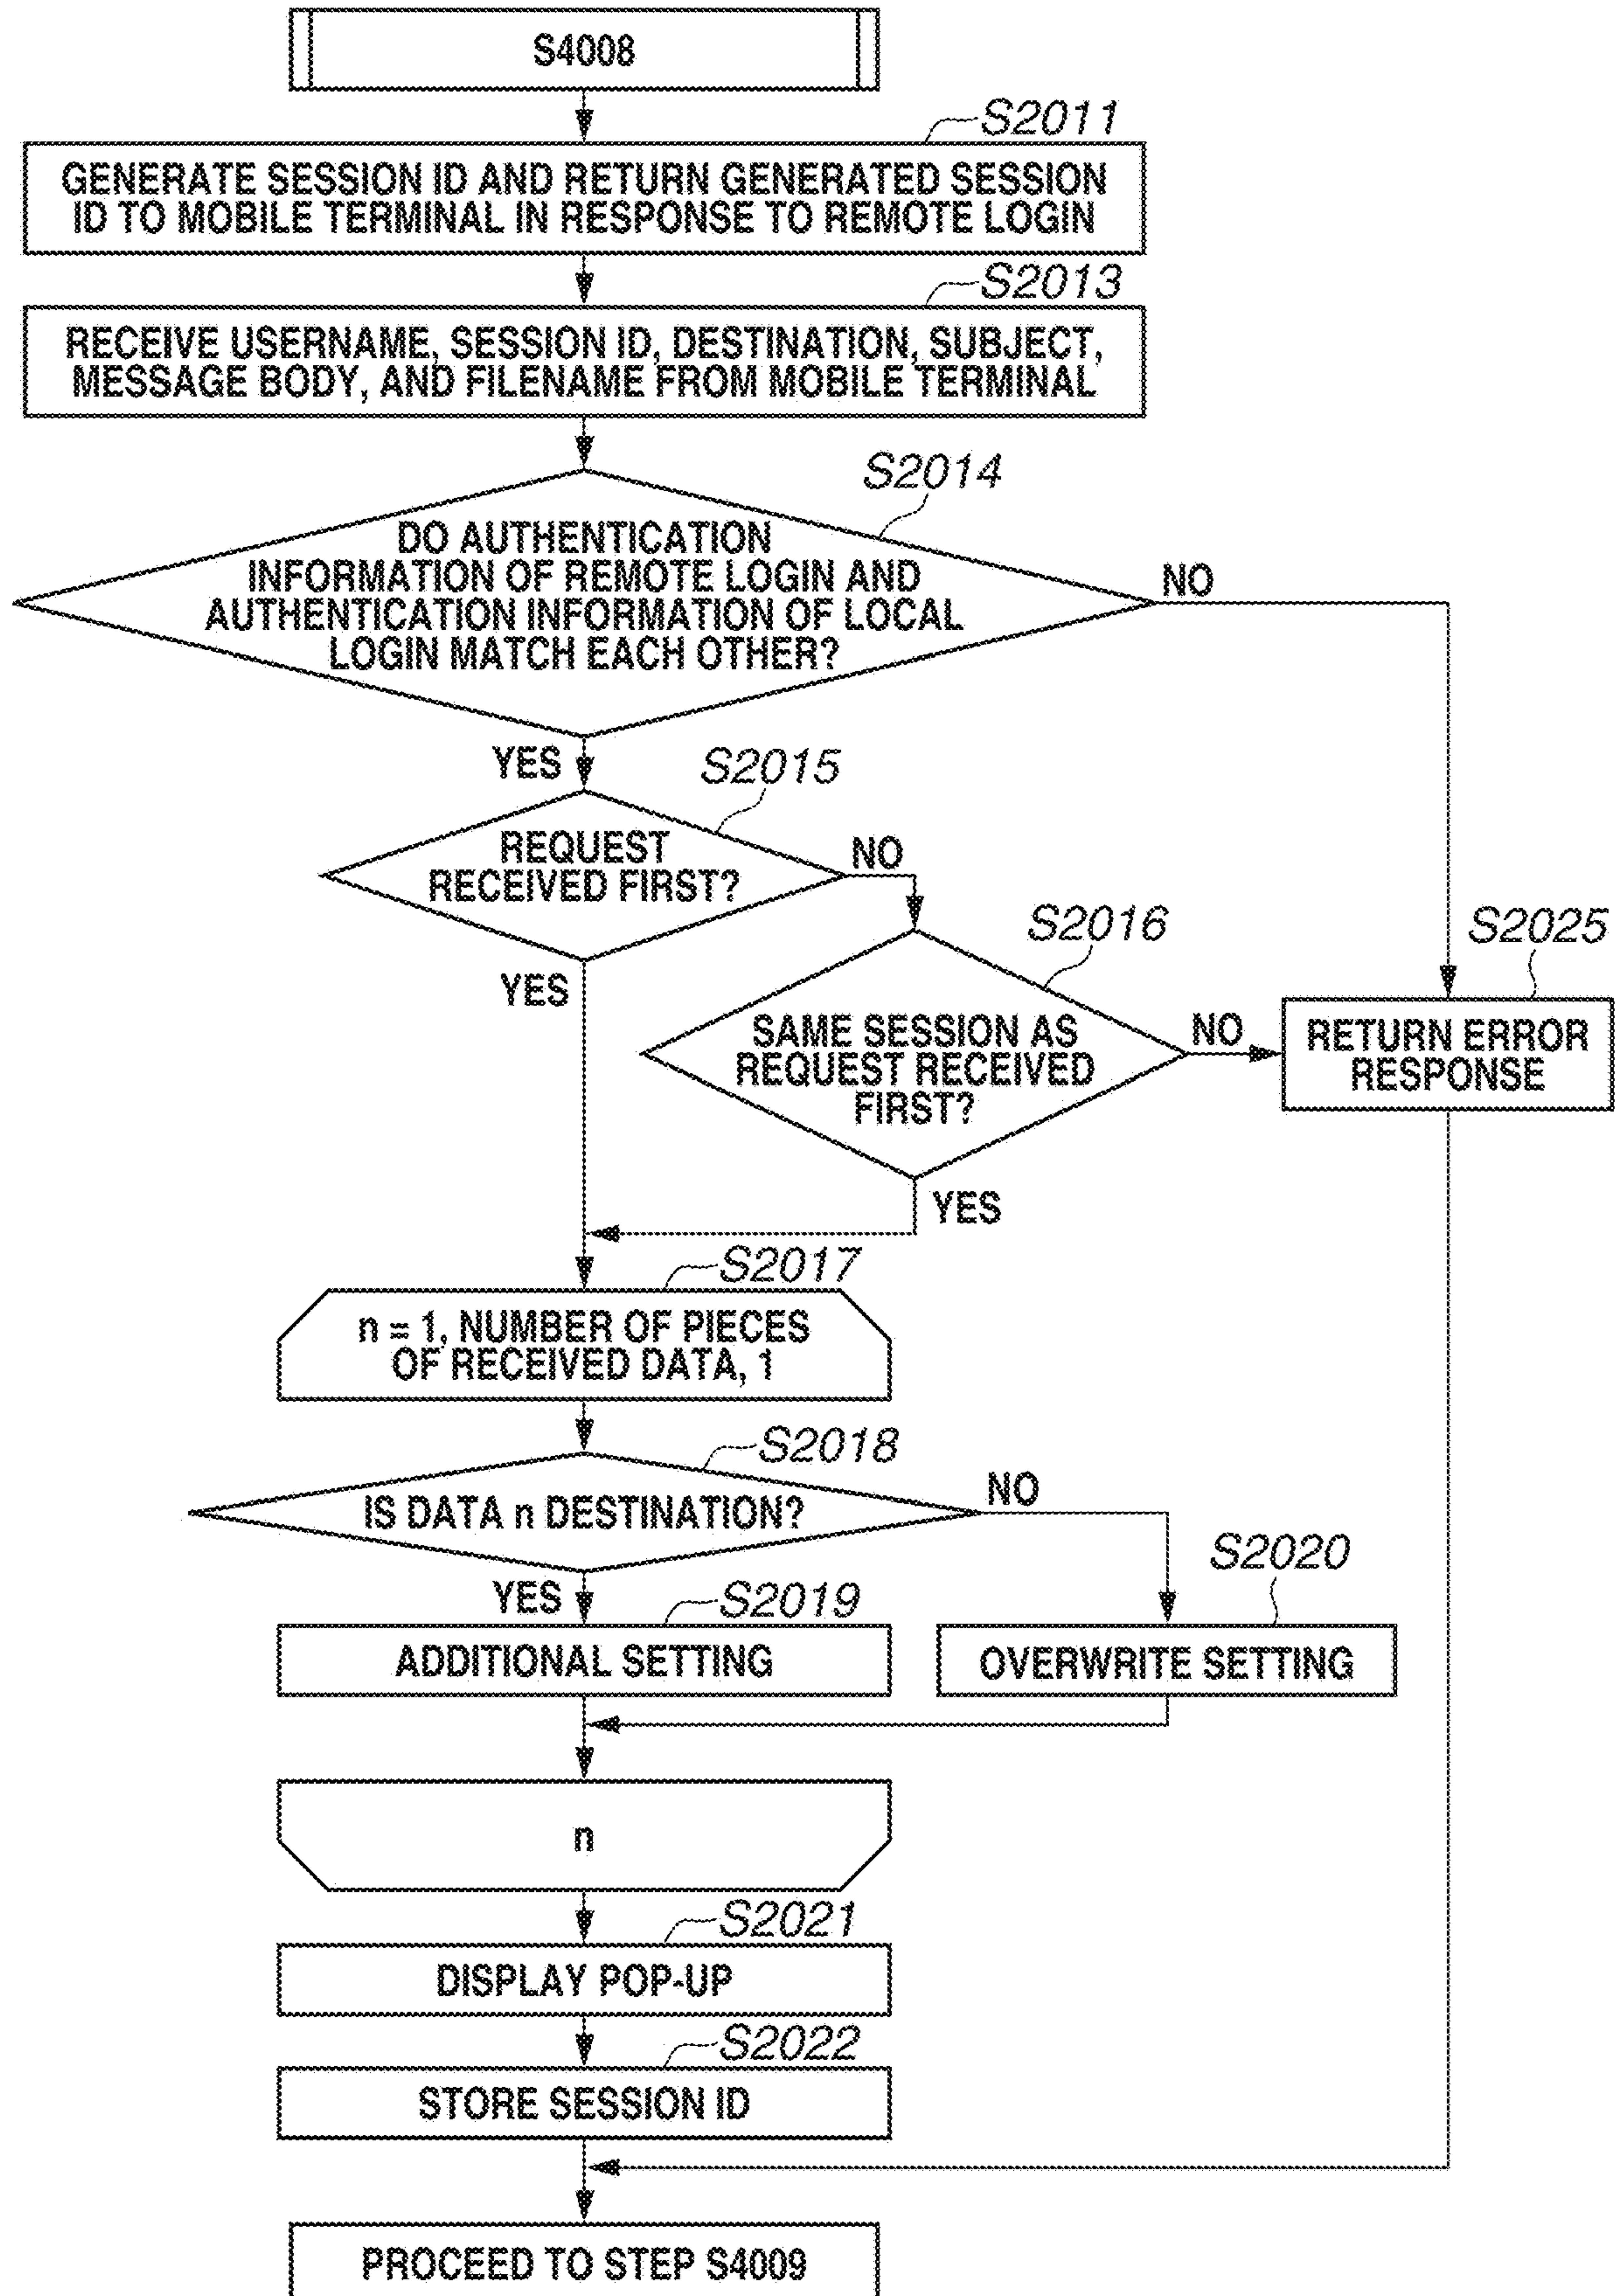 S4008
S2011
GENERATE SESSION ID AND RETURN GENERATED SESSION
ID TO MOBILE TERMINAL IN RESPONSE TO REMOTE LOGIN
S2013
RECEIVE USERNAME, SESSION ID, DESTINATION, SUBJECT,
MESSAGE BODY, AND FILENAME FROM MOBILE TERMINAL
S2014
DO AUTHENTICATION
INFORMATION OF REMOTE LOGIN AND
AUTHENTICATION INFORMATION OF LOCAL
LOGIN MATCH EACH OTHER?
NO
YES
S2015
REQUEST
RECEIVED FIRST?
NO
YES
S2016
SAME SESSION AS
REQUEST RECEIVED
FIRST?
NO
YES
S2025
RETURN ERROR
RESPONSE
S2017
n = 1, NUMBER OF PIECES
OF RECEIVED DATA, 1
S2018
IS DATA n DESTINATION?
NO
YES
S2019
ADDITIONAL SETTING
S2020
OVERWRITE SETTING
n
S2021
DISPLAY POP-UP
S2022
STORE SESSION ID
PROCEED TO STEP S4009